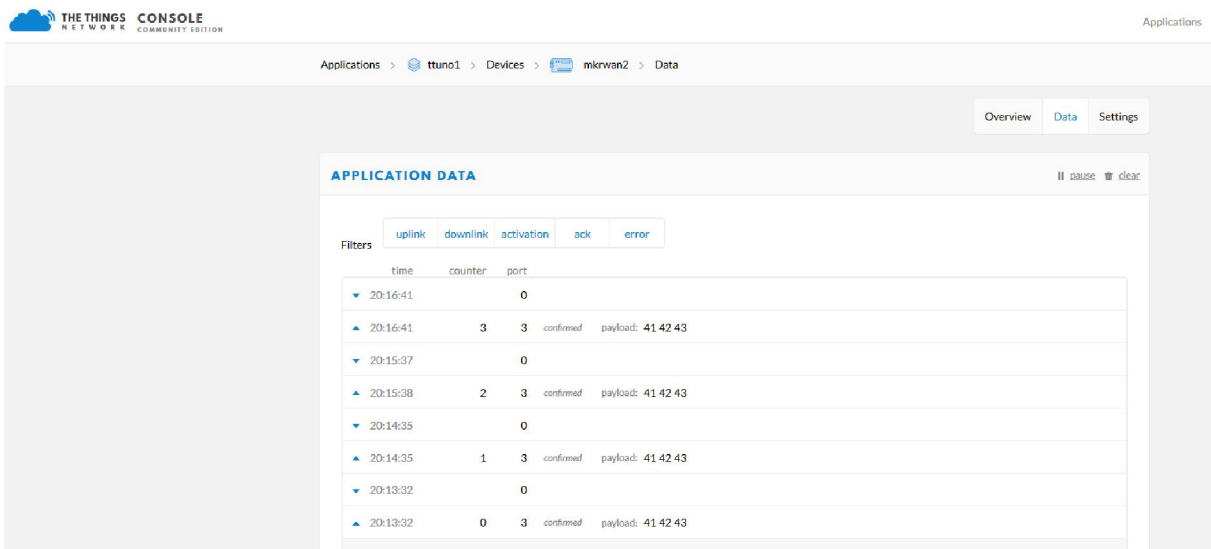 THE THINGS CONSOLE
NETWORK COMMUNITY EDITION
Applications
Applications > ttuno1 > Devices > mkrwan2 > Data
Overview Data Settings
APPLICATION DATA
pause clear
Filters uplink downlink activation ack error
time counter port
20:16:41 0
20:16:41 3 3 confirmed payload: 41 42 43
20:15:37 0
20:15:38 2 3 confirmed payload: 41 42 43
20:14:35 0
20:14:35 1 3 confirmed payload: 41 42 43
20:13:32 0
20:13:32 0 3 confirmed payload: 41 42 43